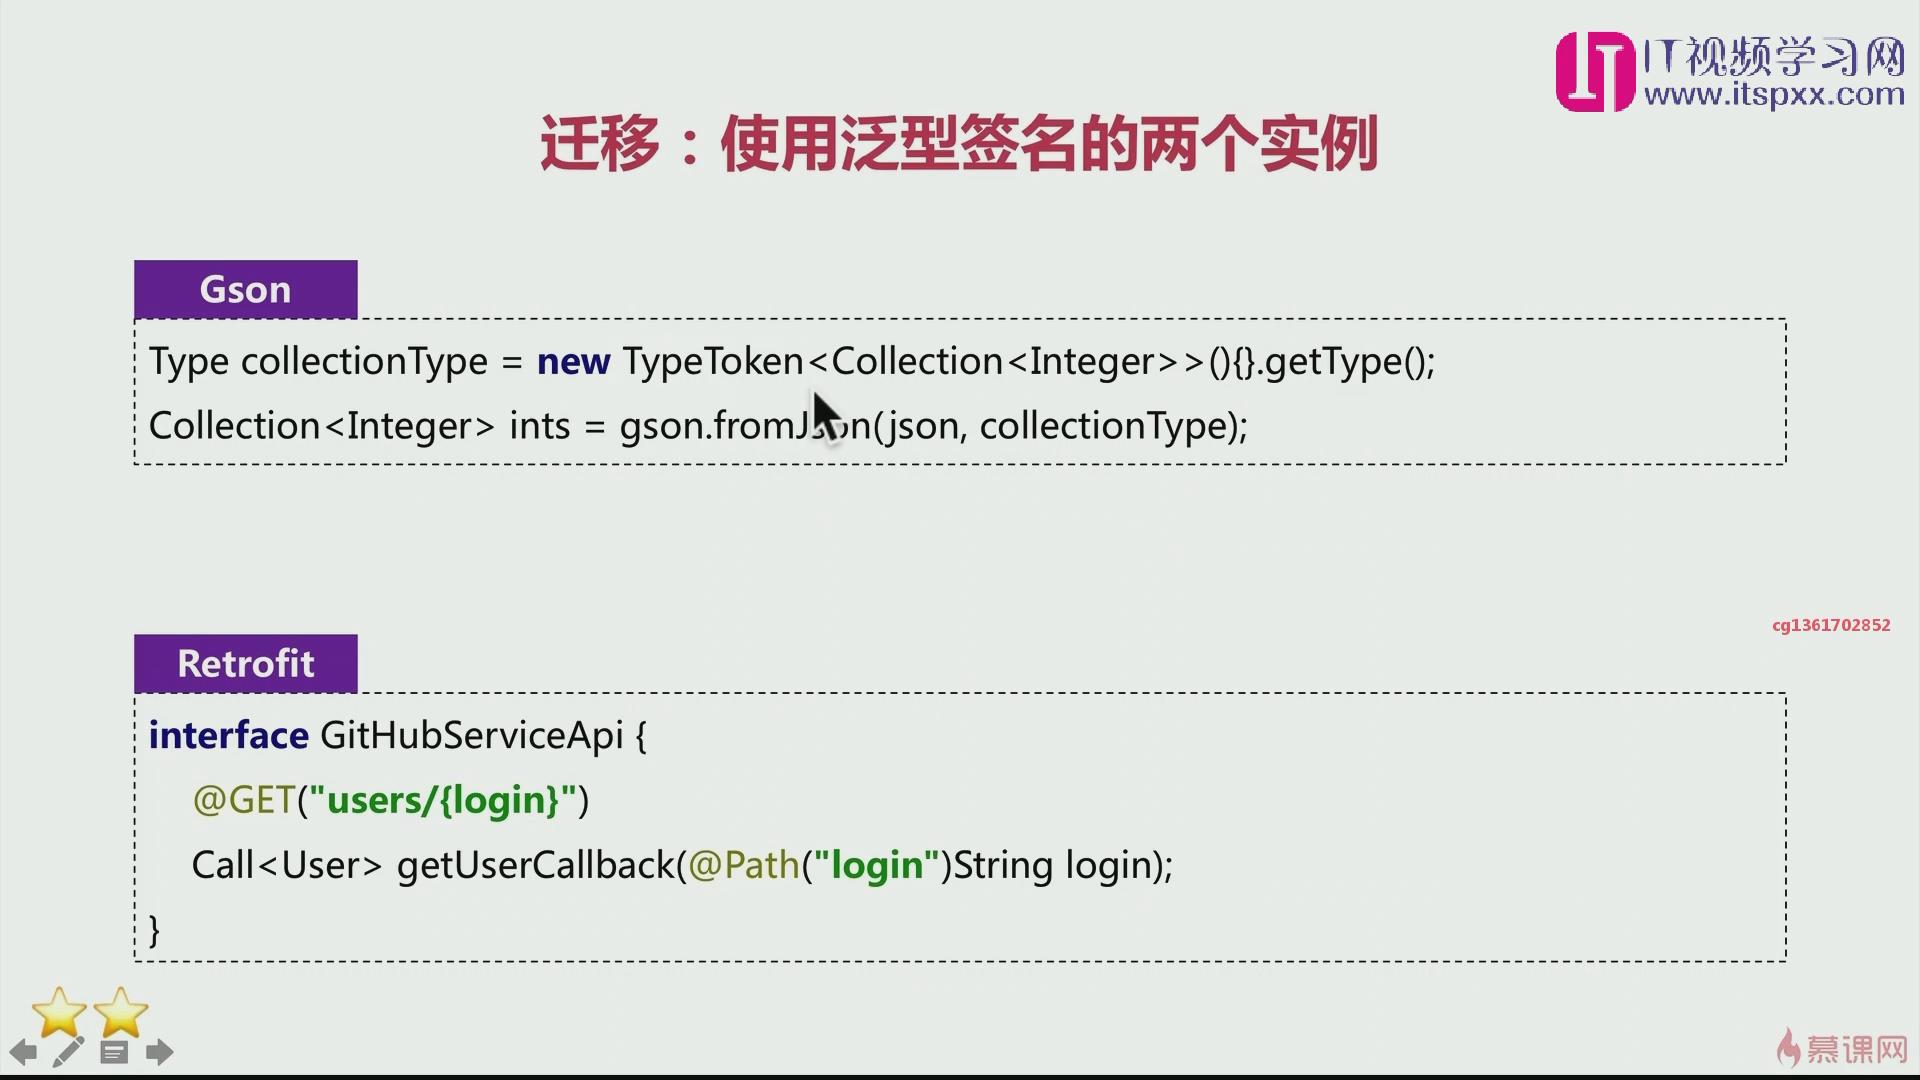 IT视频学习网
www.itspxx.com
迁移：使用泛型签名的两个实例
Gson
Type collectionType = new TypeToken<Collection<Integer>>(){}.getType();
Collection<Integer> ints = gson.fromJson(json, collectionType);
cg1361702852
Retrofit
interface GitHubServiceApi {
@GET("users/{login}")
Call<User> getUserCallback(@Path("login")String login);
}
慕课网